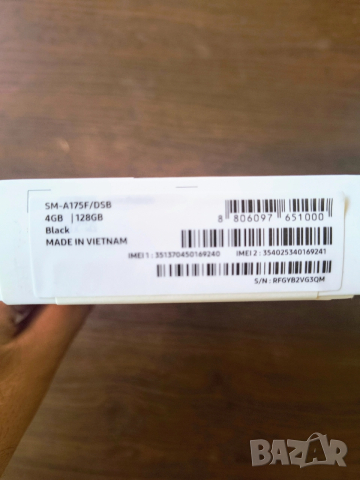 SM-A175F/DSB
4GB | 128GB
Black
MADE IN VIETNAM
8 806097 651000
IMEI 1 : 351370450169240 IMEI 2 : 354025340169241
S/N : RFGYB2VG3QM
BAZAR